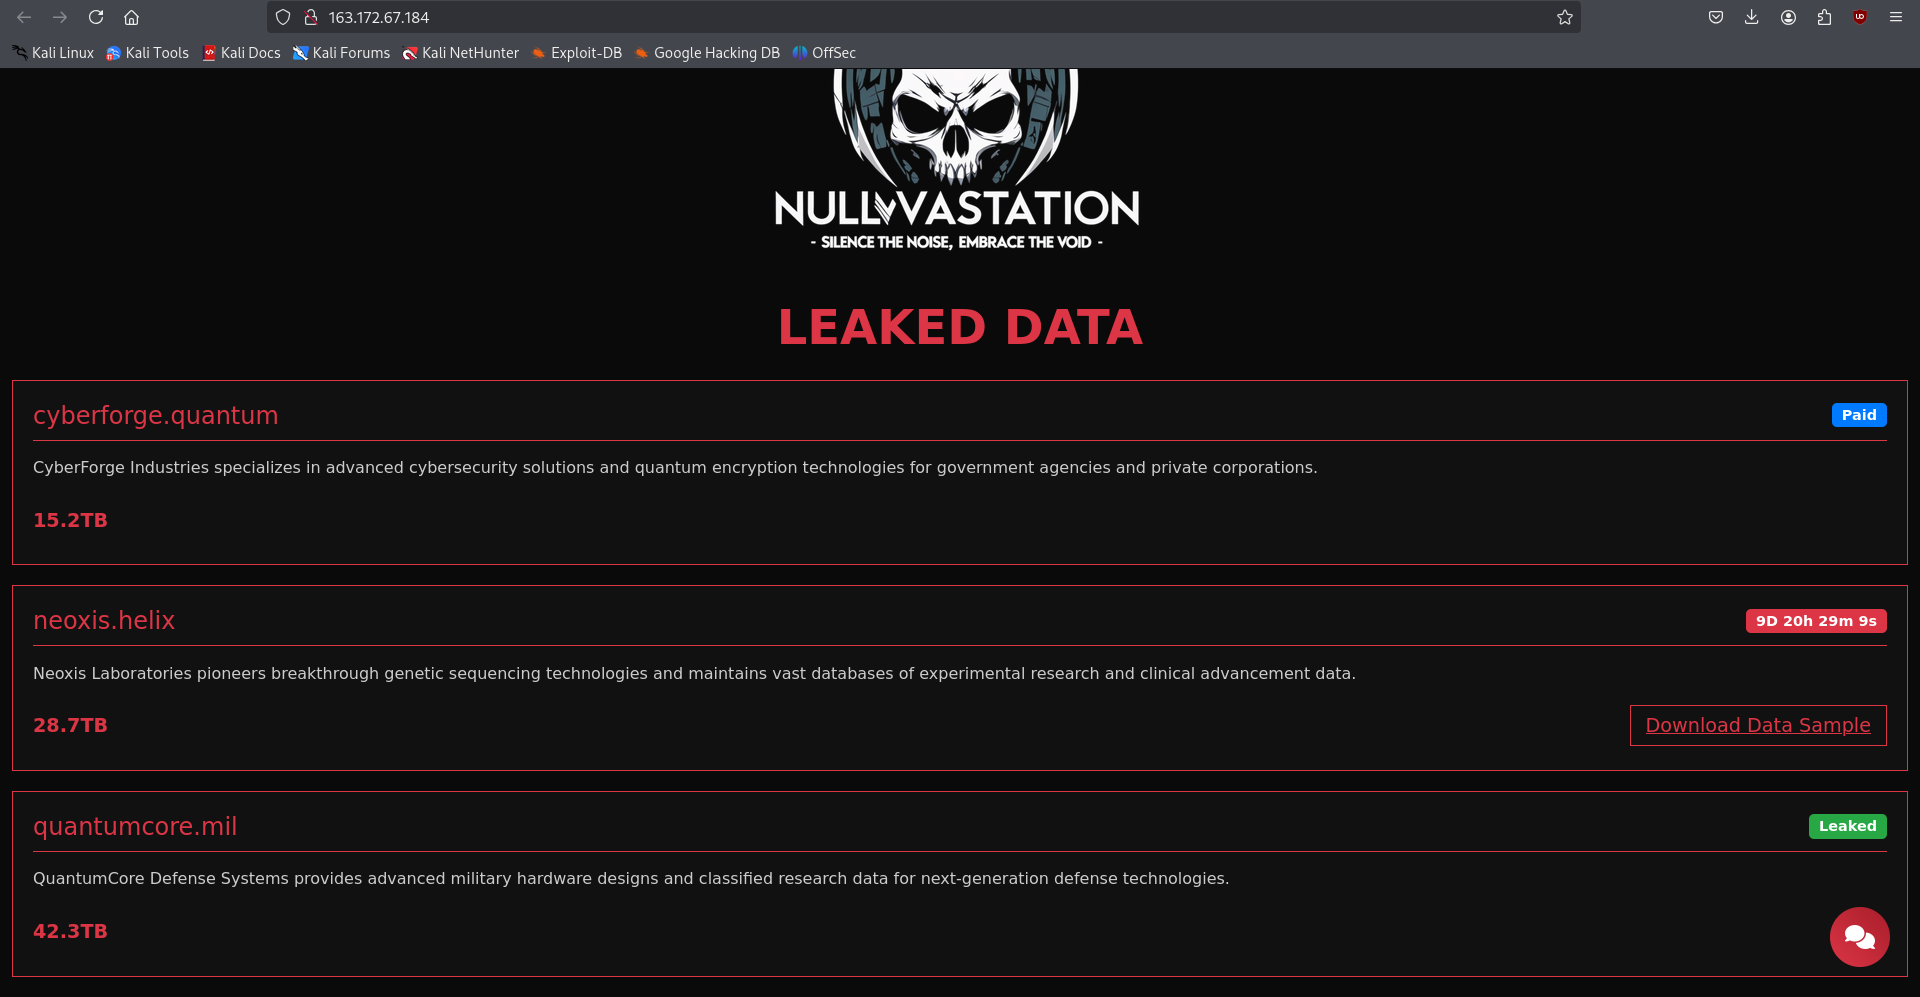 163.172.67.184
Kali Linux Kali Tools Kali Docs Kali Forums Kali NetHunter Exploit-DB Google Hacking DB OffSec
NULLVASTATION
- SILENCE THE NOISE, EMBRACE THE VOID -
LEAKED DATA
cyberforge.quantum Paid
CyberForge Industries specializes in advanced cybersecurity solutions and quantum encryption technologies for government agencies and private corporations.
15.2TB
neoxis.helix 9D 20h 29m 9s
Neoxis Laboratories pioneers breakthrough genetic sequencing technologies and maintains vast databases of experimental research and clinical advancement data.
28.7TB Download Data Sample
quantumcore.mil Leaked
QuantumCore Defense Systems provides advanced military hardware designs and classified research data for next-generation defense technologies.
42.3TB